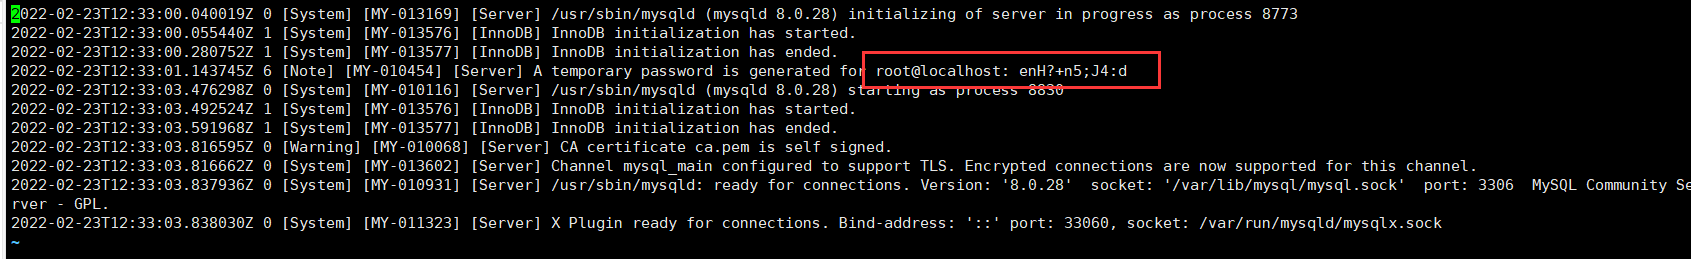 2022-02-23T12:33:00.040019Z 0 [System] [MY-013169] [Server] /usr/sbin/mysqld (mysqld 8.0.28) initializing of server in progress as process 8773
2022-02-23T12:33:00.055440Z 1 [System] [MY-013576] [InnoDB] InnoDB initialization has started.
2022-02-23T12:33:00.280752Z 1 [System] [MY-013577] [InnoDB] InnoDB initialization has ended.
2022-02-23T12:33:01.143745Z 6 [Note] [MY-010454] [Server] A temporary password is generated for root@localhost: enH?+n5;J4:d
2022-02-23T12:33:03.476298Z 0 [System] [MY-010116] [Server] /usr/sbin/mysqld (mysqld 8.0.28) starting as process 8830
2022-02-23T12:33:03.492524Z 1 [System] [MY-013576] [InnoDB] InnoDB initialization has started.
2022-02-23T12:33:03.591968Z 1 [System] [MY-013577] [InnoDB] InnoDB initialization has ended.
2022-02-23T12:33:03.816595Z 0 [Warning] [MY-010068] [Server] CA certificate ca.pem is self signed.
2022-02-23T12:33:03.816662Z 0 [System] [MY-013602] [Server] Channel mysql_main configured to support TLS. Encrypted connections are now supported for this channel.
2022-02-23T12:33:03.837936Z 0 [System] [MY-010931] [Server] /usr/sbin/mysqld: ready for connections. Version: '8.0.28'  socket: '/var/lib/mysql/mysql.sock'  port: 3306  MySQL Community Se
rver - GPL.
2022-02-23T12:33:03.838030Z 0 [System] [MY-011323] [Server] X Plugin ready for connections. Bind-address: '::' port: 33060, socket: /var/run/mysqld/mysqlx.sock
~